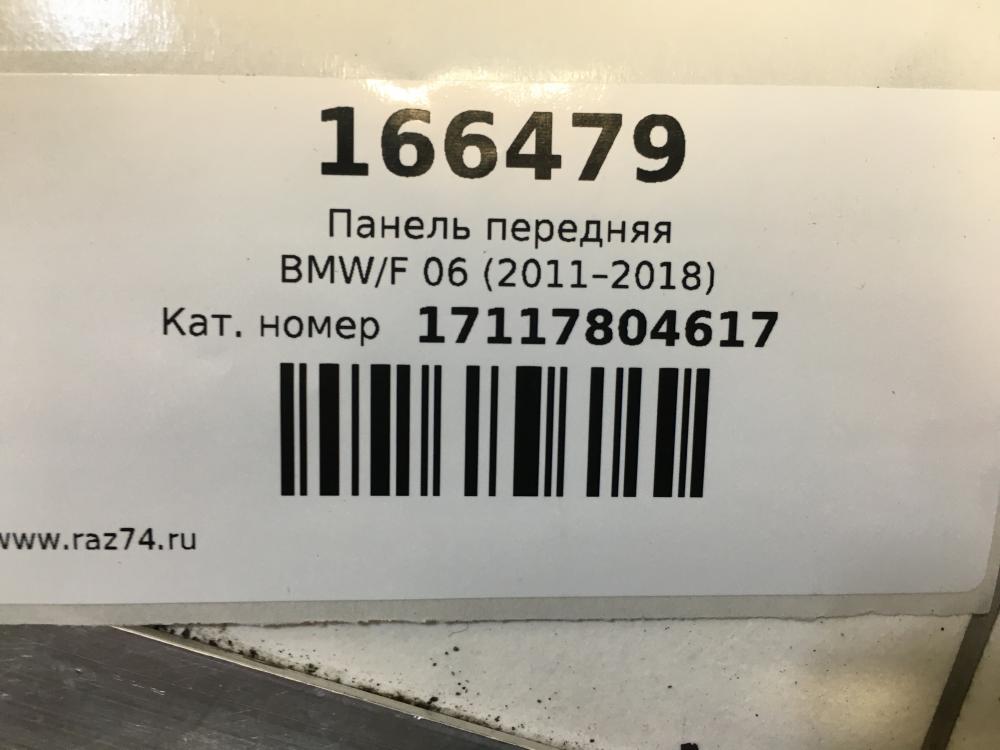 166479
Панель передняя
BMW/F 06 (2011–2018)
Кат. номер 17117804617
www.raz74.ru